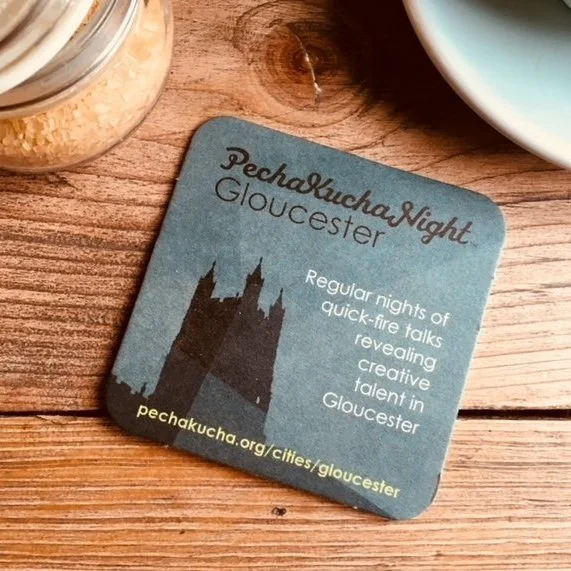 PechaKuchaNight
Gloucester
Regular nights of
quick-fire talks
revealing
creative
talent in
Gloucester
pechakucha.org/cities/gloucester